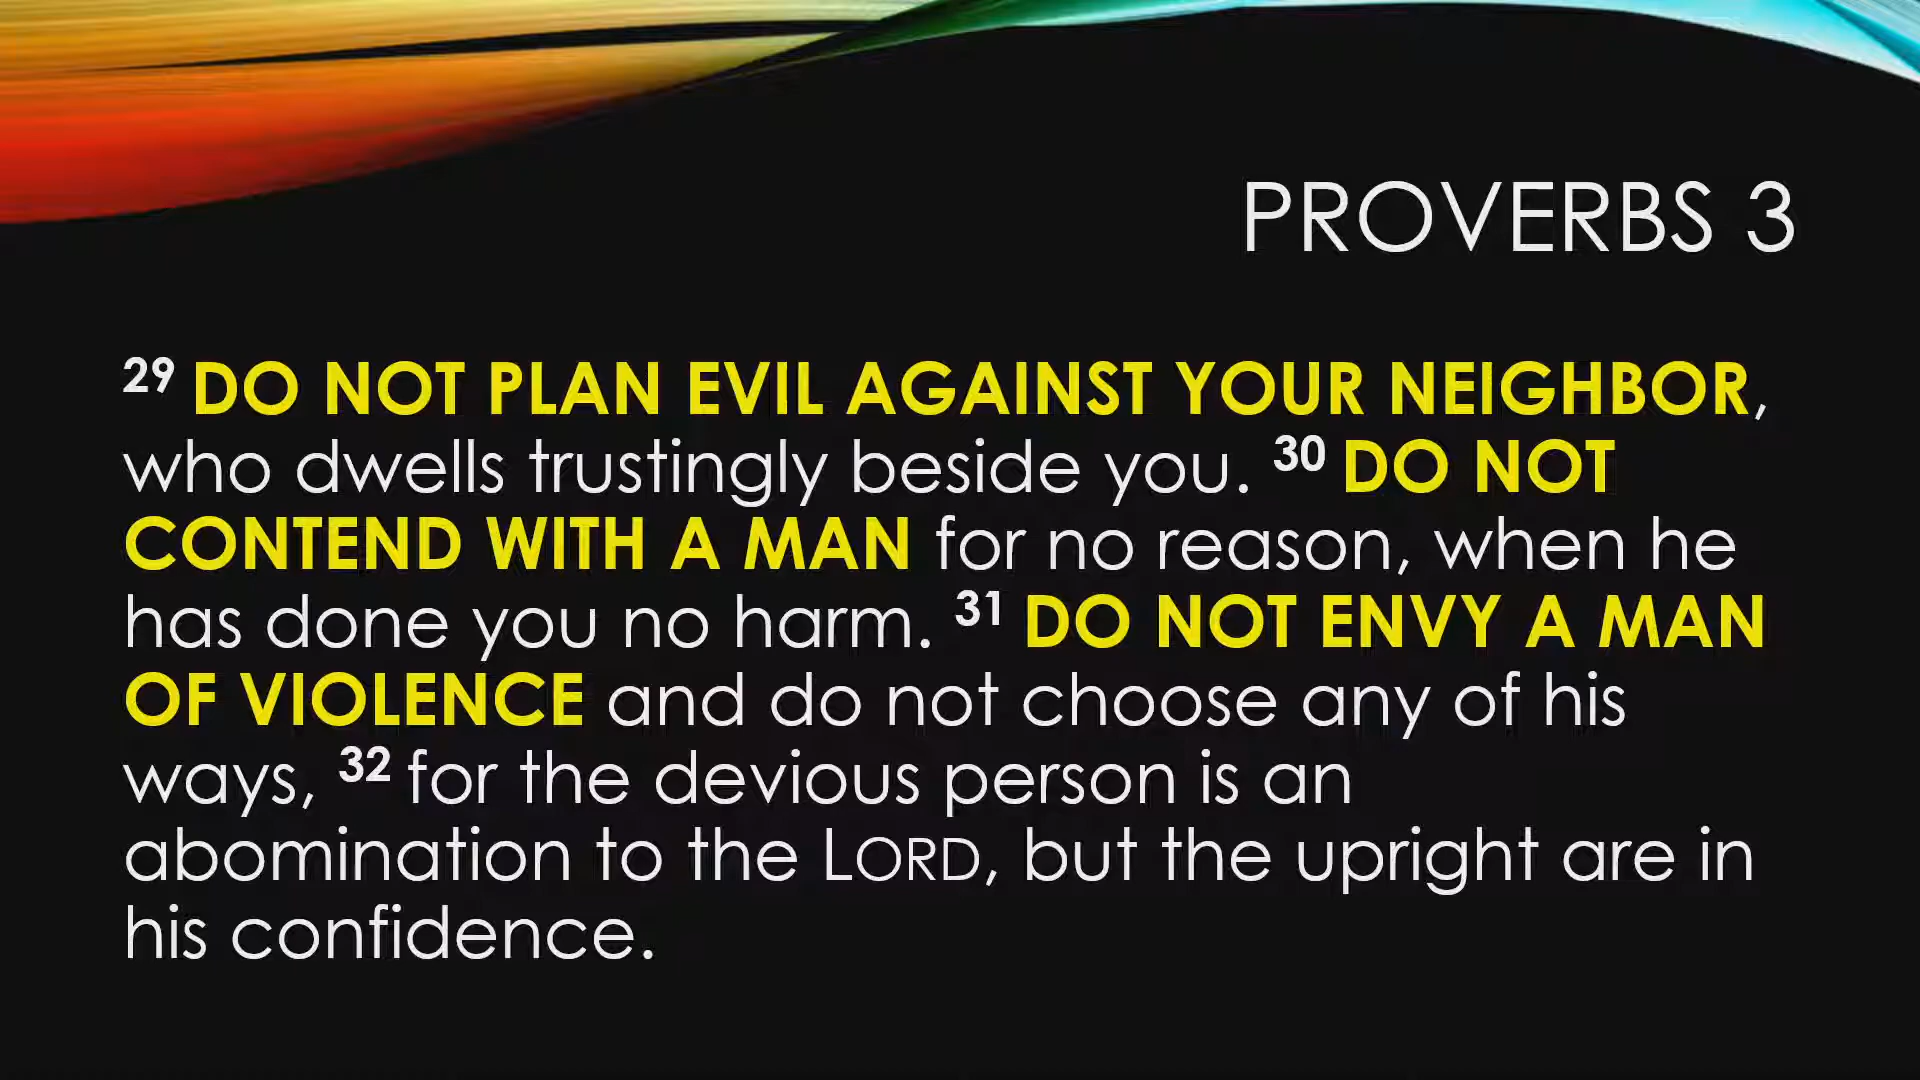 PROVERBS 3
29 DO NOT PLAN EVIL AGAINST YOUR NEIGHBOR,
who dwells trustingly beside you. 30 DO NOT
CONTEND WITH A MAN for no reason, when he
has done you no harm. 31 DO NOT ENVY A MAN
OF VIOLENCE and do not choose any of his
ways, 32 for the devious person is an
abomination to the LORD, but the upright are in
his confidence.